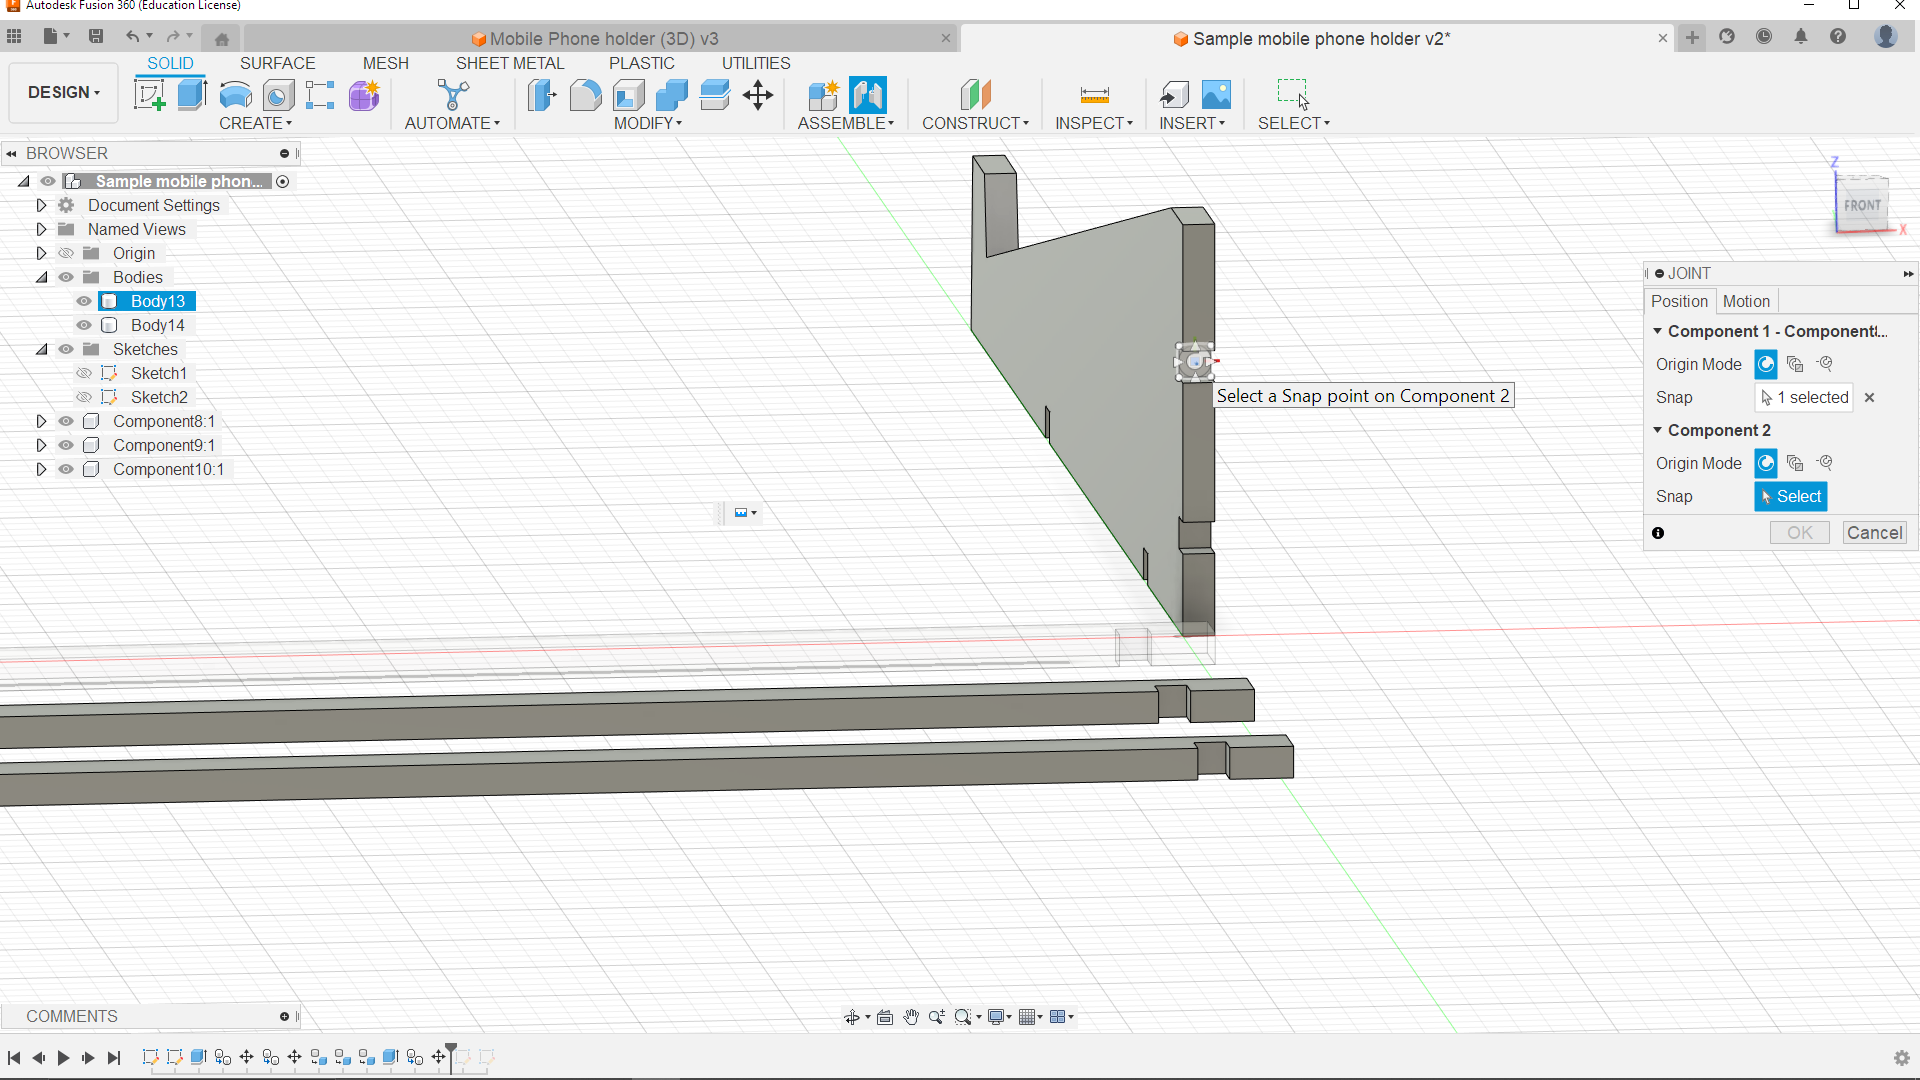 Autodesk Fusion 360 (Education License)
Mobile Phone holder (3D) v3
Sample mobile phone holder v2*
DESIGN
SOLID
SURFACE
MESH
SHEET METAL
PLASTIC
UTILITIES
CREATE
AUTOMATE
MODIFY
ASSEMBLE
CONSTRUCT
INSPECT
INSERT
SELECT
BROWSER
Sample mobile phon...
Document Settings
Named Views
Origin
Bodies
Body13
Body14
Sketches
Sketch1
Sketch2
Component8:1
Component9:1
Component10:1
Z
FRONT
X
Select a Snap point on Component 2
JOINT
Position
Motion
Component 1 - Component...
Origin Mode
Snap
1 selected
Component 2
Origin Mode
Snap
Select
OK
Cancel
COMMENTS